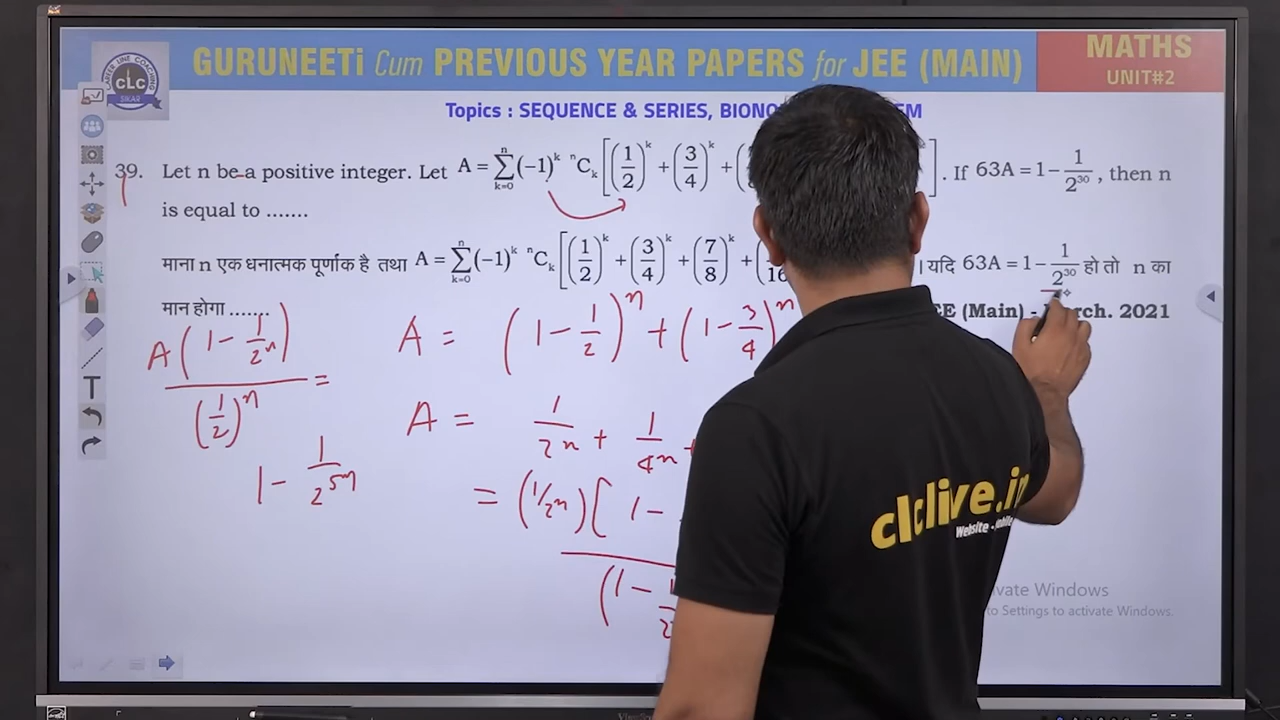 GURUNEETi Cum PREVIOUS YEAR PAPERS for JEE (MAIN)
MATHS
UNIT#2
CLC
SIKAR
Topics : SEQUENCE & SERIES,
39. Let n be a positive integer. Let A = \sum_{k=0}^{n} (-1)^k ^nC_k [(1/2)^k + (3/4)^k + ]. If 63A = 1 - 1/2^{30}, then n
is equal to .......
माना n एक धनात्मक पूर्णांक है तथा A = \sum_{k=0}^{n} (-1)^k ^nC_k [(1/2)^k + (3/4)^k + (7/8)^k + । यदि 63A = 1 - 1/2^{30} हो तो n का
मान होगा .......
(Main) - 2021
A(1 - 1/2^n) / (1/2)^n =
1 - 1/2^{5n}
A = (1 - 1/2)^n + (1 - 3/4)^n
A = 1/2^n + 1/4^n
= (1/2^n) [ 1 -
(1 -
clclive.in
Website -
Windows
to Settings to activate Windows.
T